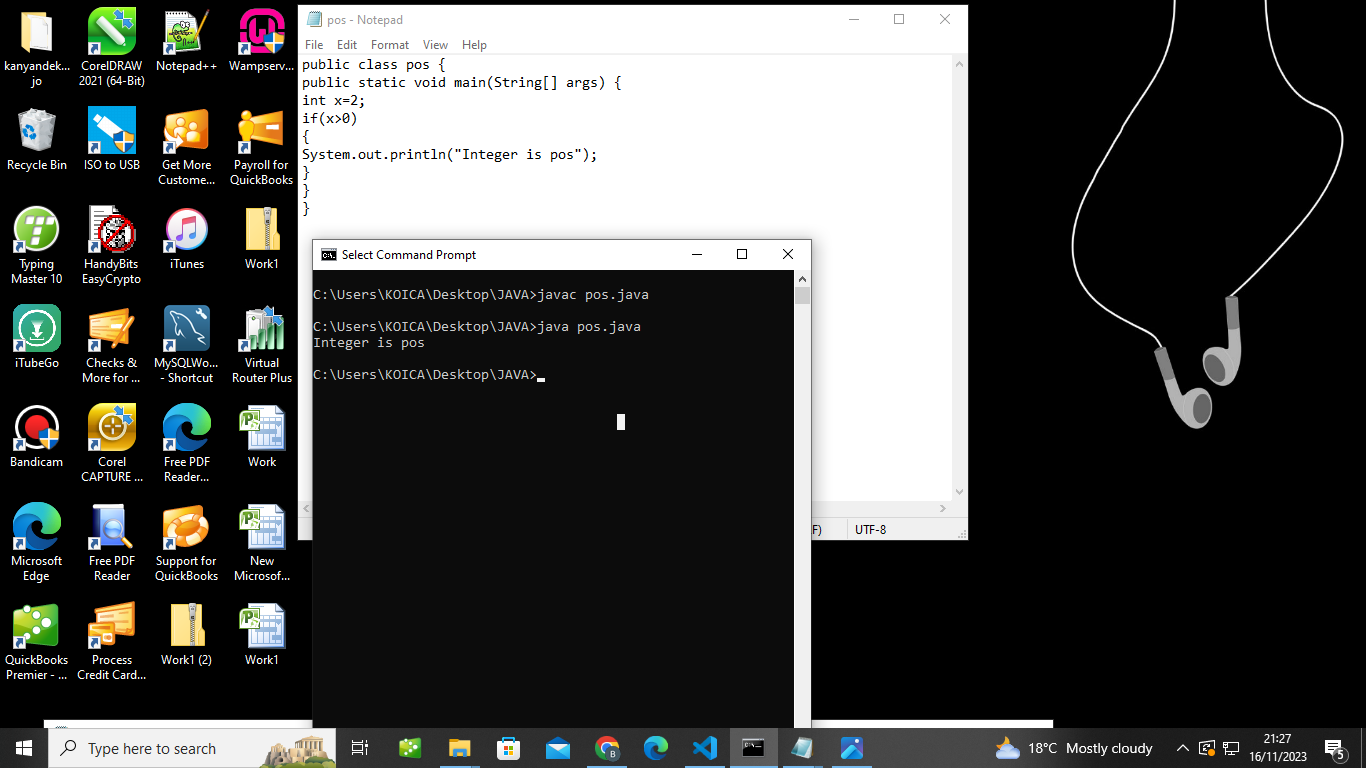 kanyandek...
jo
CorelDRAW
2021 (64-Bit)
Notepad++
Wampserv...
Recycle Bin
ISO to USB
Get More
Custome...
Payroll for
QuickBooks
Typing
Master 10
HandyBits
EasyCrypto
iTunes
Work1
iTubeGo
Checks &
More for ...
MySQLWo...
- Shortcut
Virtual
Router Plus
Bandicam
Corel
CAPTURE ...
Free PDF
Reader...
Work
Microsoft
Edge
Free PDF
Reader
Support for
QuickBooks
New
Microsof...
QuickBooks
Premier - ...
Process
Credit Card...
Work1 (2)
Work1
pos - Notepad
File Edit Format View Help
public class pos {
public static void main(String[] args) {
int x=2;
if(x>0)
{
System.out.println("Integer is pos");
}
}
}
F) UTF-8
Select Command Prompt
C:\Users\KOICA\Desktop\JAVA>javac pos.java
C:\Users\KOICA\Desktop\JAVA>java pos.java
Integer is pos
C:\Users\KOICA\Desktop\JAVA>
Type here to search
18°C Mostly cloudy
21:27
16/11/2023
5